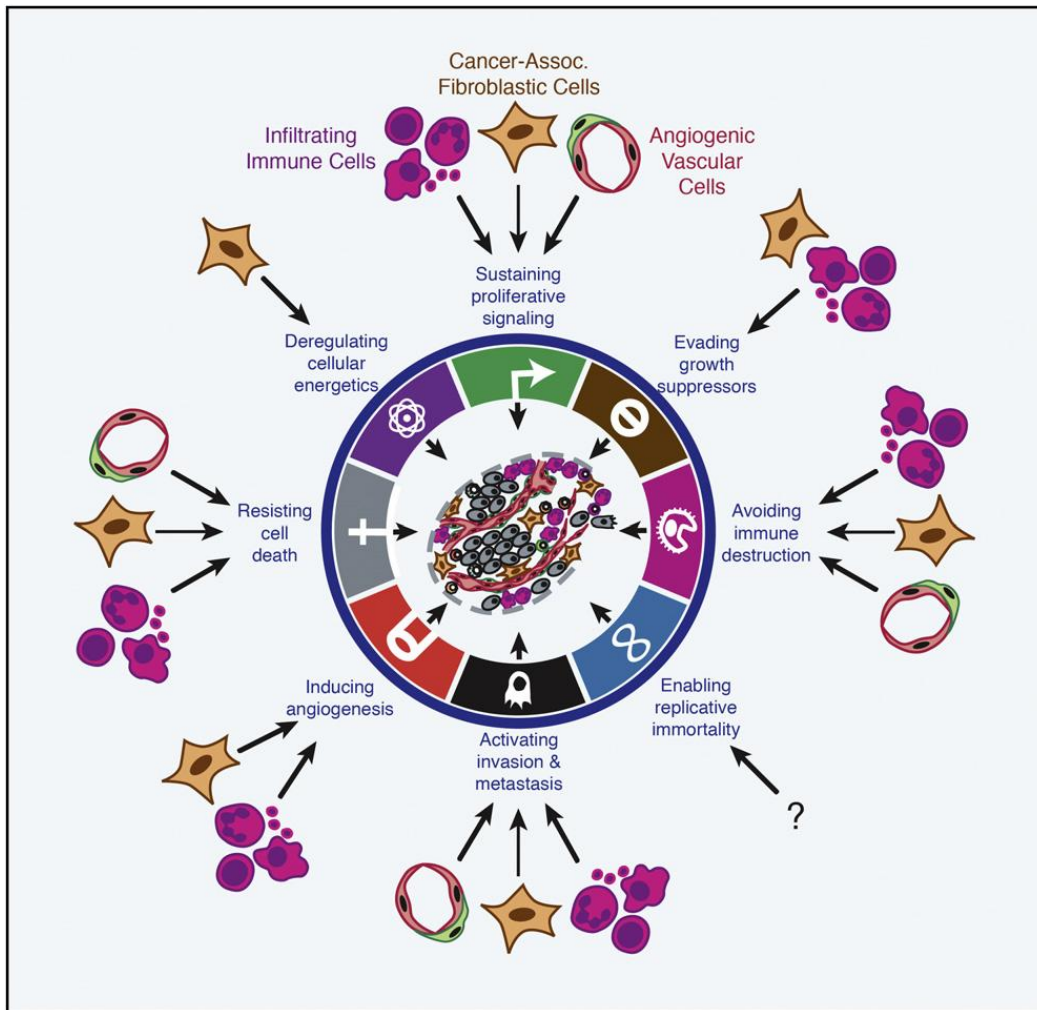 Cancer-Assoc.
Fibroblastic Cells
Infiltrating
Immune Cells
Angiogenic
Vascular
Cells
Sustaining
proliferative
signaling
Deregulating
cellular
energetics
Evading
growth
suppressors
Resisting
cell
death
Avoiding
immune
destruction
Inducing
angiogenesis
Enabling
replicative
immortality
Activating
invasion &
metastasis
?